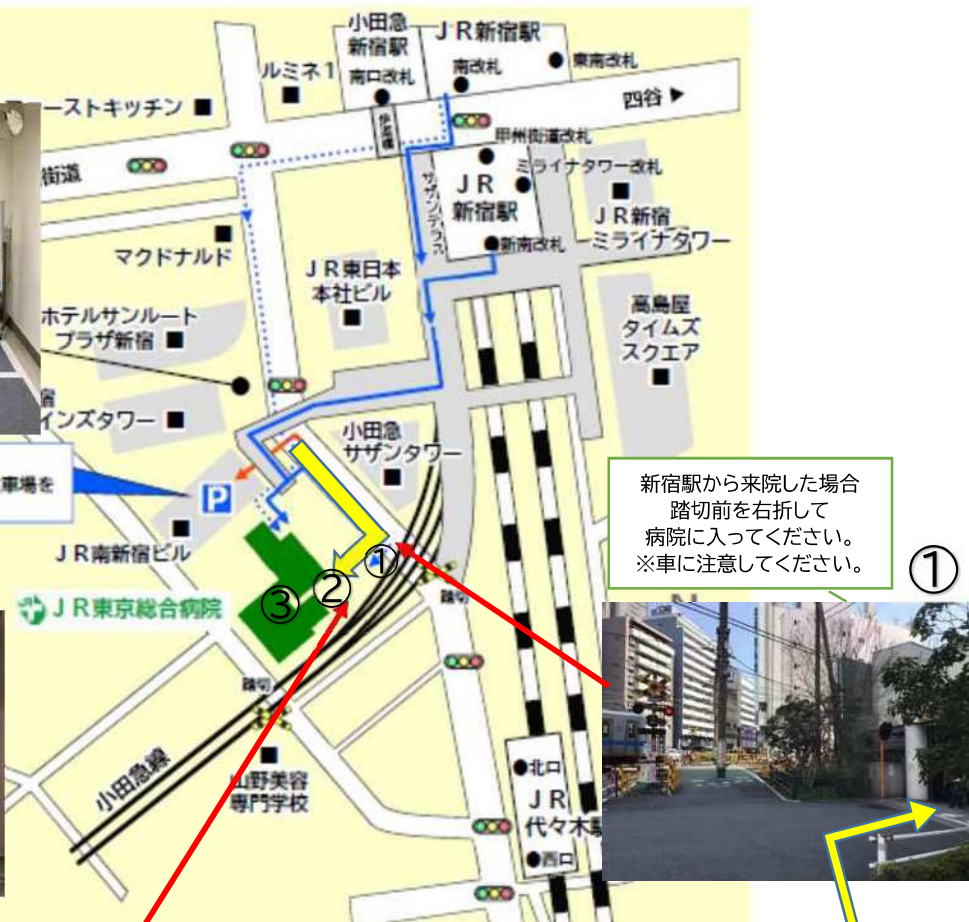 小田急
新宿駅
南口改札
JR新宿駅
南改札
東南改札
ルミネ1
ーストキッチン
四谷
街道
歩道橋
甲州街道改札
ミライナタワー改札
サザンテラス
JR
新宿駅
新南改札
JR新宿
ミライナタワー
マクドナルド
JR東日本
本社ビル
ホテルサンルート
プラザ新宿
高島屋
タイムズ
スクエア
宿
インズタワー
小田急
サザンタワー
車場を
P
JR南新宿ビル
新宿駅から来院した場合
踏切前を右折して
病院に入ってください。
※車に注意してください。
①
①
②
③
踏切
JR東京総合病院
踏切
小田急線
山野美容
専門学校
北口
JR
代々木駅
西口